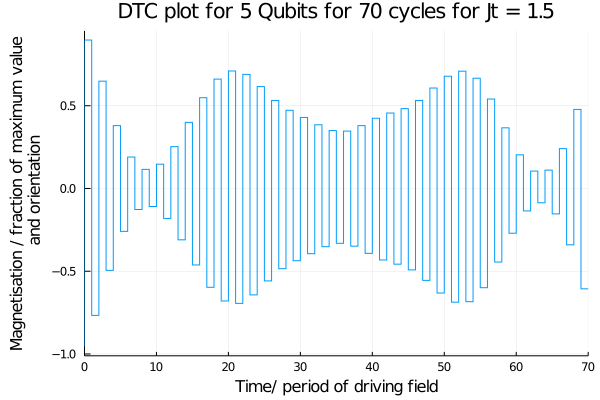 DTC plot for 5 Qubits for 70 cycles for Jt = 1.5
Magnetisation / fraction of maximum value
and orientation
0.5
0.0
−0.5
−1.0
0 10 20 30 40 50 60 70
Time/ period of driving field